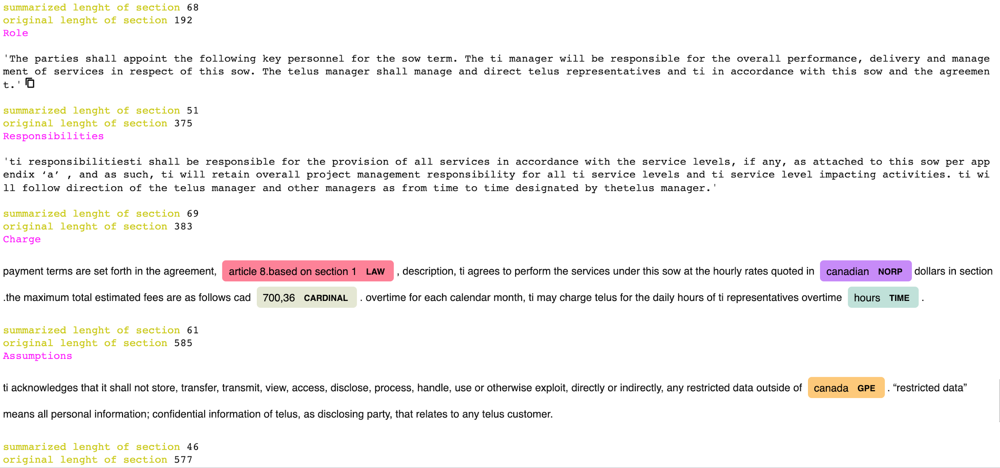 summarized lenght of section 68
original lenght of section 192
Role
'The parties shall appoint the following key personnel for the sow term. The ti manager will be responsible for the overall performance, delivery and manage
ment of services in respect of this sow. The telus manager shall manage and direct telus representatives and ti in accordance with this sow and the agreemen
t.'
summarized lenght of section 51
original lenght of section 375
Responsibilities
'ti responsibilitiesti shall be responsible for the provision of all services in accordance with the service levels, if any, as attached to this sow per app
endix ‘a’ , and as such, ti will retain overall project management responsibility for all ti service levels and ti service level impacting activities. ti wi
ll follow direction of the telus manager and other managers as from time to time designated by thetelus manager.'
summarized lenght of section 69
original lenght of section 383
Charge
payment terms are set forth in the agreement, article 8.based on section 1 LAW , description, ti agrees to perform the services under this sow at the hourly rates quoted in canadian NORP dollars in section
.the maximum total estimated fees are as follows cad 700,36 CARDINAL . overtime for each calendar month, ti may charge telus for the daily hours of ti representatives overtime hours TIME .
summarized lenght of section 61
original lenght of section 585
Assumptions
ti acknowledges that it shall not store, transfer, transmit, view, access, disclose, process, handle, use or otherwise exploit, directly or indirectly, any restricted data outside of canada GPE . “restricted data”
means all personal information; confidential information of telus, as disclosing party, that relates to any telus customer.
summarized lenght of section 46
original lenght of section 577